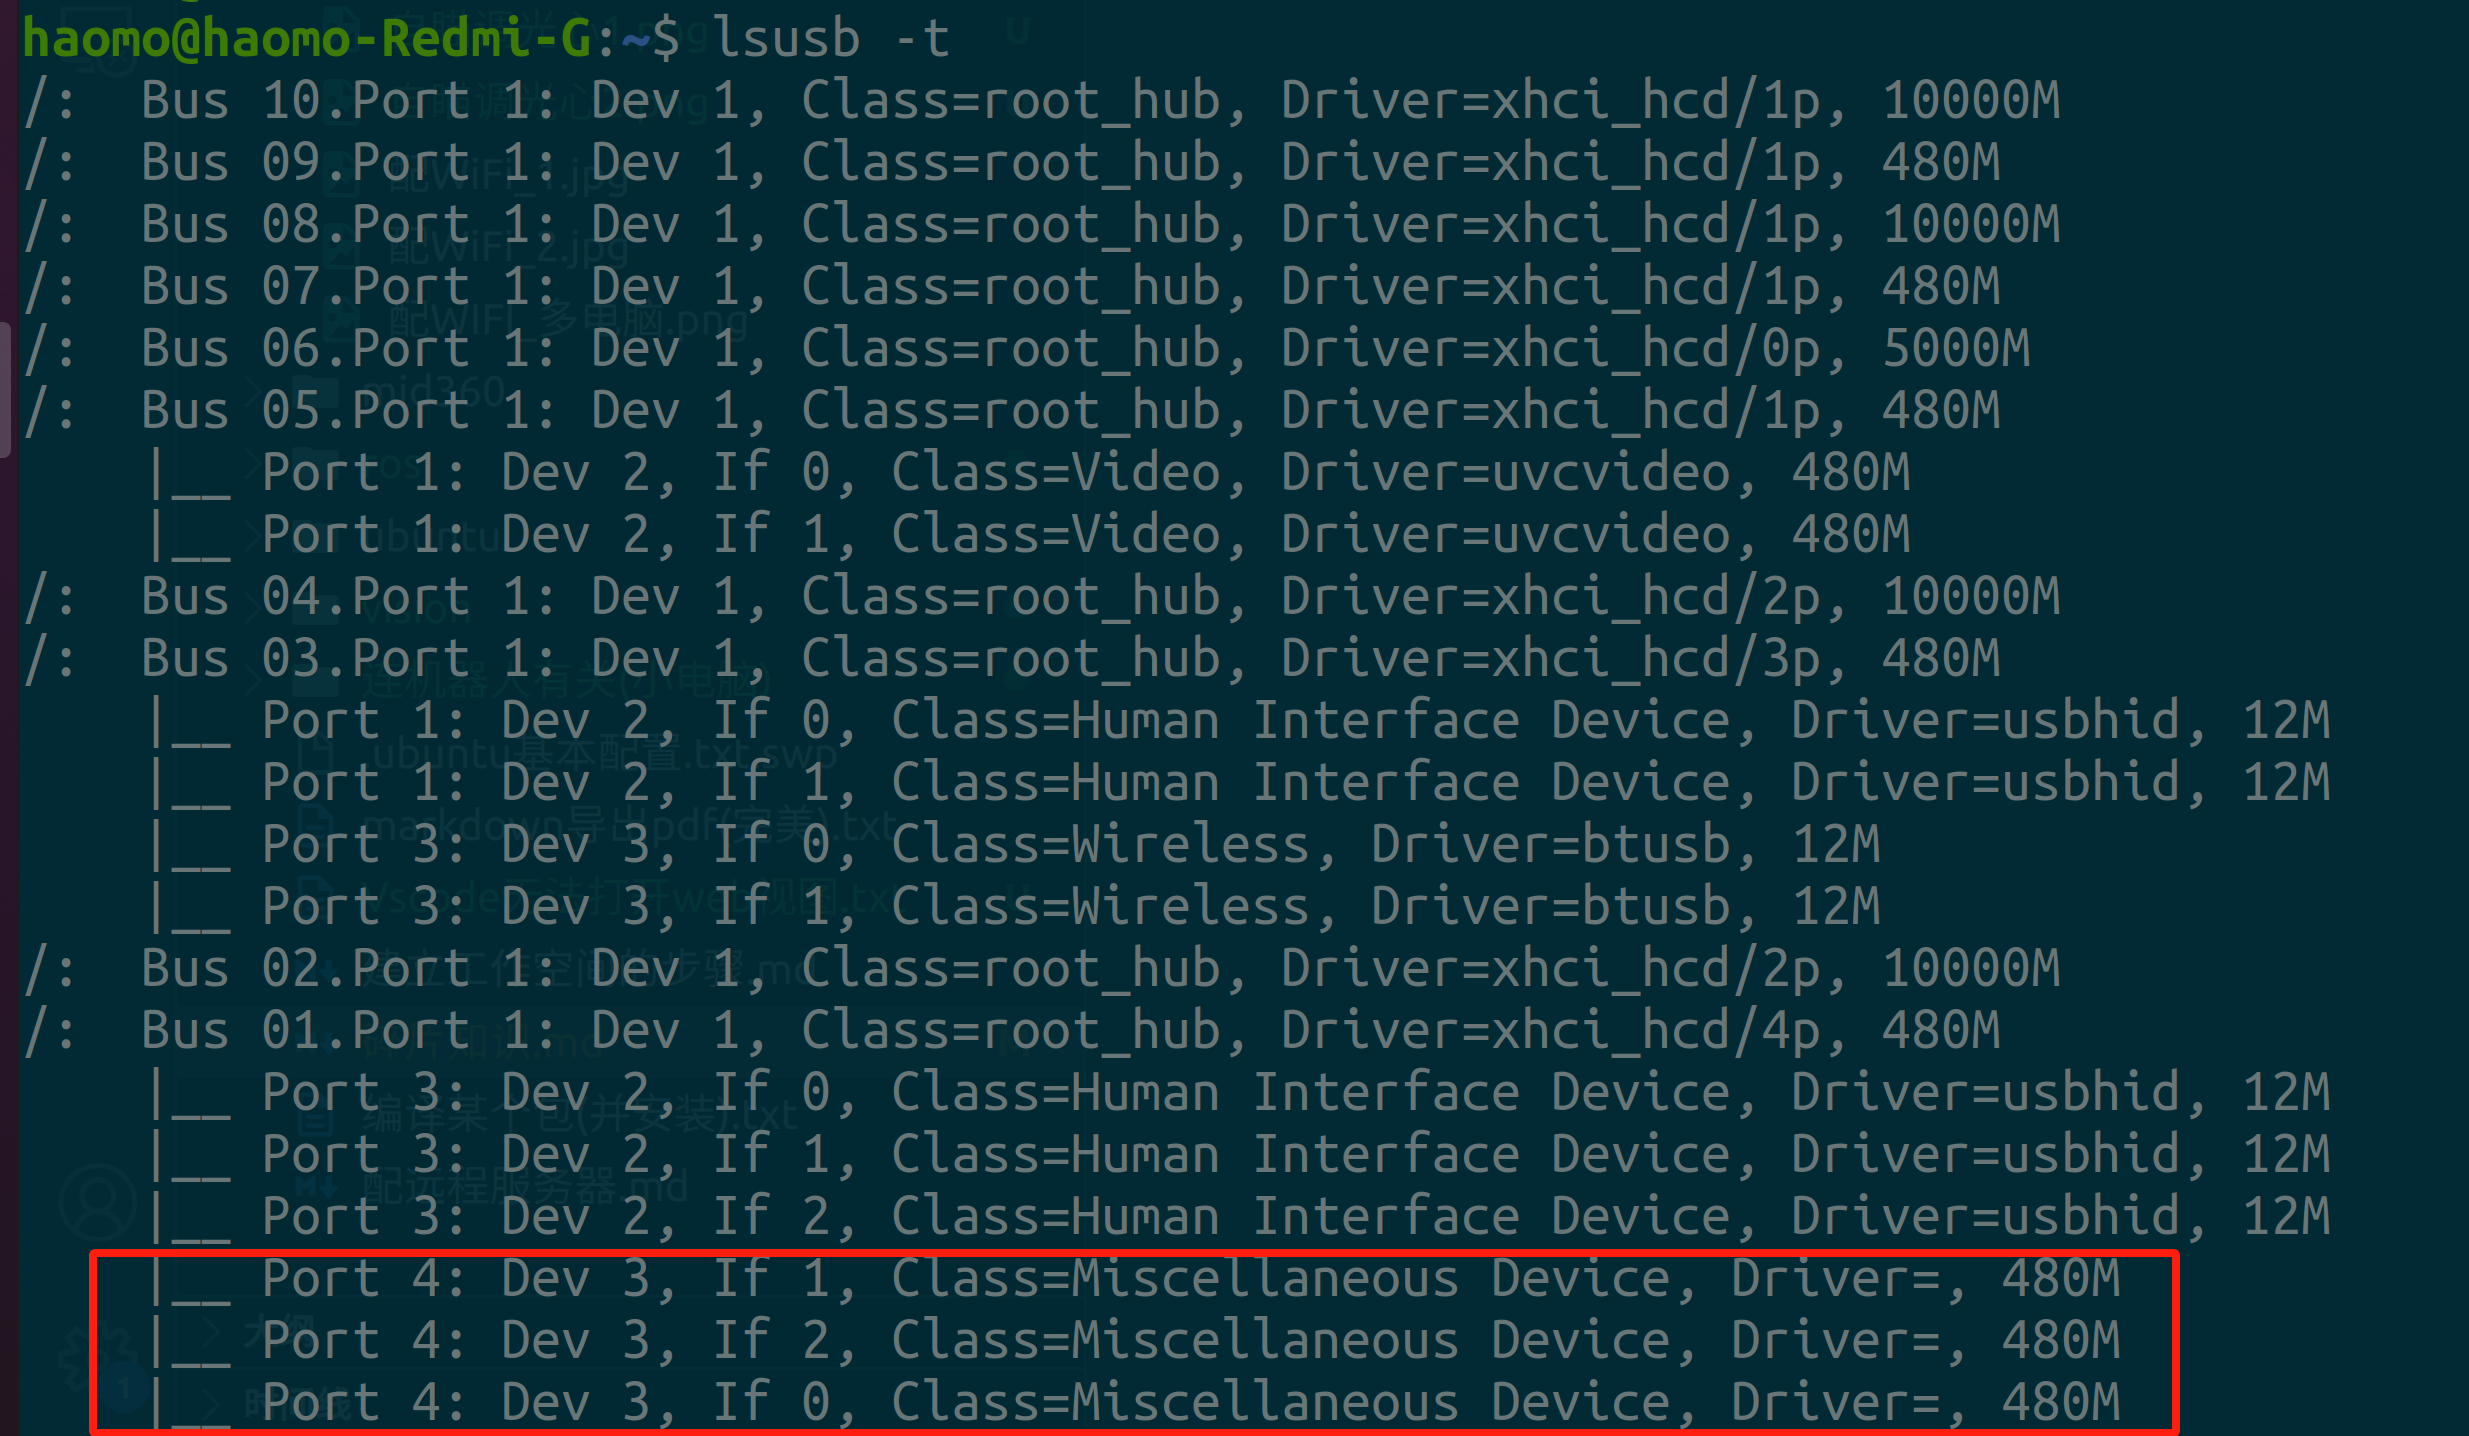 haomo@haomo-Redmi-G:~$ lsusb -t
/:  Bus 10.Port 1: Dev 1, Class=root_hub, Driver=xhci_hcd/1p, 10000M
/:  Bus 09.Port 1: Dev 1, Class=root_hub, Driver=xhci_hcd/1p, 480M
/:  Bus 08.Port 1: Dev 1, Class=root_hub, Driver=xhci_hcd/1p, 10000M
/:  Bus 07.Port 1: Dev 1, Class=root_hub, Driver=xhci_hcd/1p, 480M
/:  Bus 06.Port 1: Dev 1, Class=root_hub, Driver=xhci_hcd/0p, 5000M
/:  Bus 05.Port 1: Dev 1, Class=root_hub, Driver=xhci_hcd/1p, 480M
    |__ Port 1: Dev 2, If 0, Class=Video, Driver=uvcvideo, 480M
    |__ Port 1: Dev 2, If 1, Class=Video, Driver=uvcvideo, 480M
/:  Bus 04.Port 1: Dev 1, Class=root_hub, Driver=xhci_hcd/2p, 10000M
/:  Bus 03.Port 1: Dev 1, Class=root_hub, Driver=xhci_hcd/3p, 480M
    |__ Port 1: Dev 2, If 0, Class=Human Interface Device, Driver=usbhid, 12M
    |__ Port 1: Dev 2, If 1, Class=Human Interface Device, Driver=usbhid, 12M
    |__ Port 3: Dev 3, If 0, Class=Wireless, Driver=btusb, 12M
    |__ Port 3: Dev 3, If 1, Class=Wireless, Driver=btusb, 12M
/:  Bus 02.Port 1: Dev 1, Class=root_hub, Driver=xhci_hcd/2p, 10000M
/:  Bus 01.Port 1: Dev 1, Class=root_hub, Driver=xhci_hcd/4p, 480M
    |__ Port 3: Dev 2, If 0, Class=Human Interface Device, Driver=usbhid, 12M
    |__ Port 3: Dev 2, If 1, Class=Human Interface Device, Driver=usbhid, 12M
    |__ Port 3: Dev 2, If 2, Class=Human Interface Device, Driver=usbhid, 12M
    |__ Port 4: Dev 3, If 1, Class=Miscellaneous Device, Driver=, 480M
    |__ Port 4: Dev 3, If 2, Class=Miscellaneous Device, Driver=, 480M
    |__ Port 4: Dev 3, If 0, Class=Miscellaneous Device, Driver=, 480M